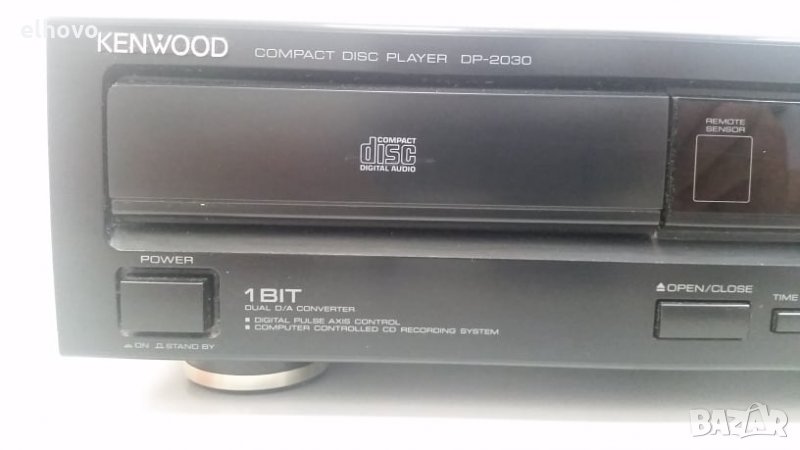 elhovo
KENWOOD COMPACT DISC PLAYER DP-2030
COMPACT
disc
DIGITAL AUDIO
REMOTE
SENSOR
POWER
1 BIT
DUAL D/A CONVERTER
■ DIGITAL PULSE AXIS CONTROL
■ COMPUTER CONTROLLED CD RECORDING SYSTEM
▲OPEN/CLOSE
TIME
ON STAND BY
BAZAR